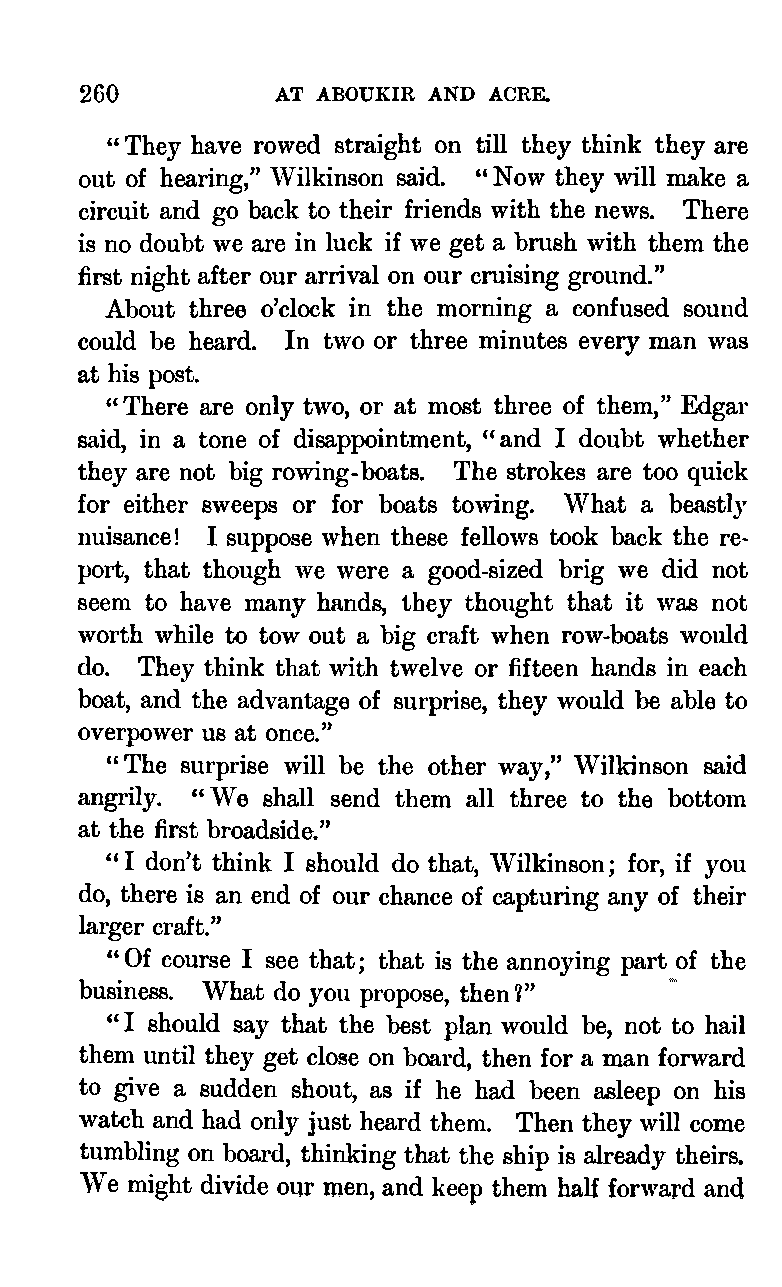 260 AT ABOUKIR AND ACRE.
“They have rowed straight on till they think they are
out of hearing,” Wilkinson said. “Now they will make a
circuit and go back to their friends with the news. There
is no doubt we are in luck if we get a brush with them the
first night after our arrival on our cruising ground.”
About three o’clock in the morning a confused sound
could be heard. In two or three minutes every man was
at his post.
“There are only two, or at most three of them,” Edgar
said, in a tone of disappointment, “and I doubt whether
they are not big rowing-boats. The strokes are too quick
for either sweeps or for boats towing. What a beastly
nuisance! I suppose when these fellows took back the re-
port, that though we were a good-sized brig we did not
seem to have many hands, they thought that it was not
worth while to tow out a big craft when row-boats would
do. They think that with twelve or fifteen hands in each
boat, and the advantage of surprise, they would be able to
overpower us at once.”
“The surprise will be the other way,” Wilkinson said
angrily. “We shall send them all three to the bottom
at the first broadside.”
“I don’t think I should do that, Wilkinson; for, if you
do, there is an end of our chance of capturing any of their
larger craft.”
“Of course I see that; that is the annoying part of the
business. What do you propose, then?”
“I should say that the best plan would be, not to hail
them until they get close on board, then for a man forward
to give a sudden shout, as if he had been asleep on his
watch and had only just heard them. Then they will come
tumbling on board, thinking that the ship is already theirs.
We might divide our men, and keep them half forward and